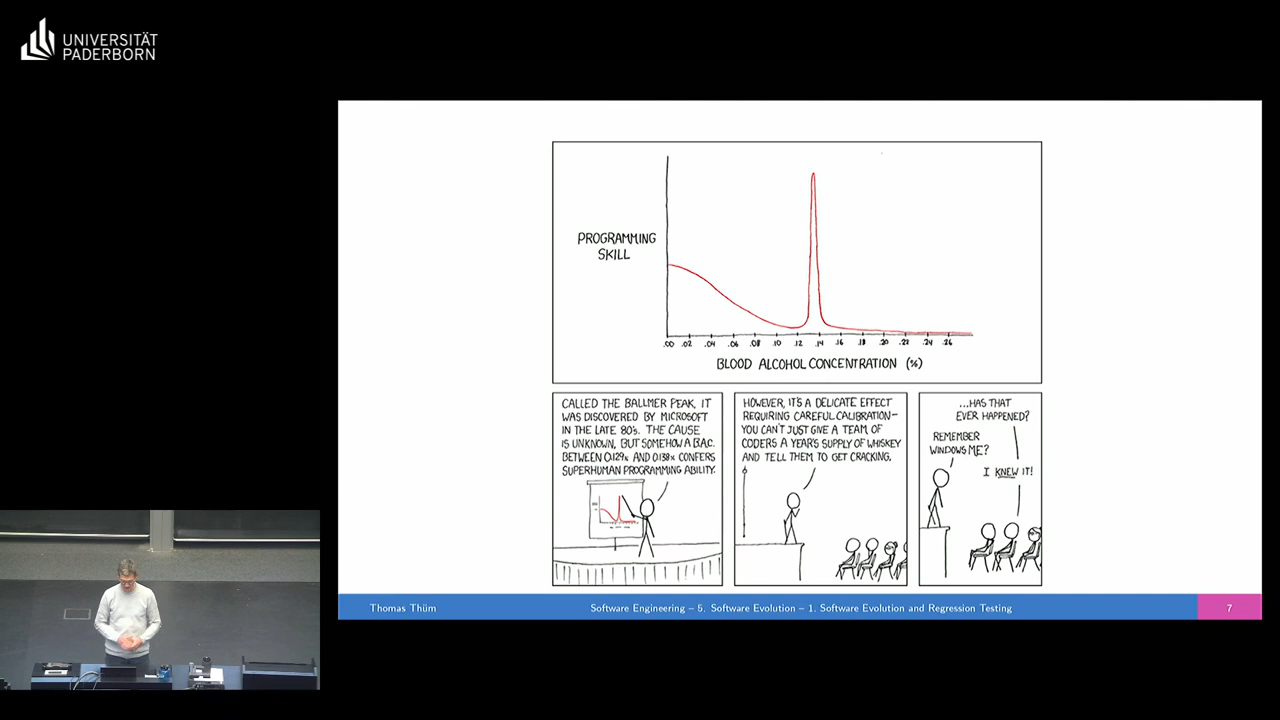 UNIVERSITÄT
PADERBORN
PROGRAMMING
SKILL
.00 .02 .04 .06 .08 .10 .12 .14 .16 .18 .20 .22 .24 .26
BLOOD ALCOHOL CONCENTRATION (%)
CALLED THE BALLMER PEAK, IT
WAS DISCOVERED BY MICROSOFT
IN THE LATE 80'S. THE CAUSE
IS UNKNOWN, BUT SOMEHOW A B.A.C.
BETWEEN 0.129% AND 0.138% CONFERS
SUPERHUMAN PROGRAMMING ABILITY.
HOWEVER, IT'S A DELICATE EFFECT
REQUIRING CAREFUL CALIBRATION—
YOU CAN'T JUST GIVE A TEAM OF
CODERS A YEAR'S SUPPLY OF WHISKEY
AND TELL THEM TO GET CRACKING.
...HAS THAT
EVER HAPPENED?
REMEMBER
WINDOWS ME?
I KNEW IT!
Thomas Thüm
Software Engineering – 5. Software Evolution – 1. Software Evolution and Regression Testing
7